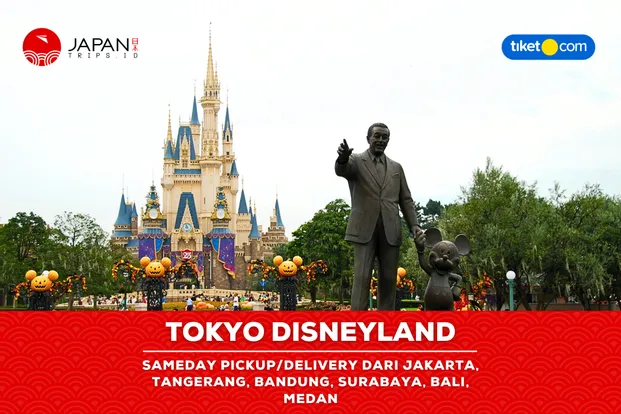 JAPAN 日本
TRIPS.ID
tiket.com
25
TOKYO DISNEYLAND
SAMEDAY PICKUP/DELIVERY DARI JAKARTA,
TANGERANG, BANDUNG, SURABAYA, BALI,
MEDAN